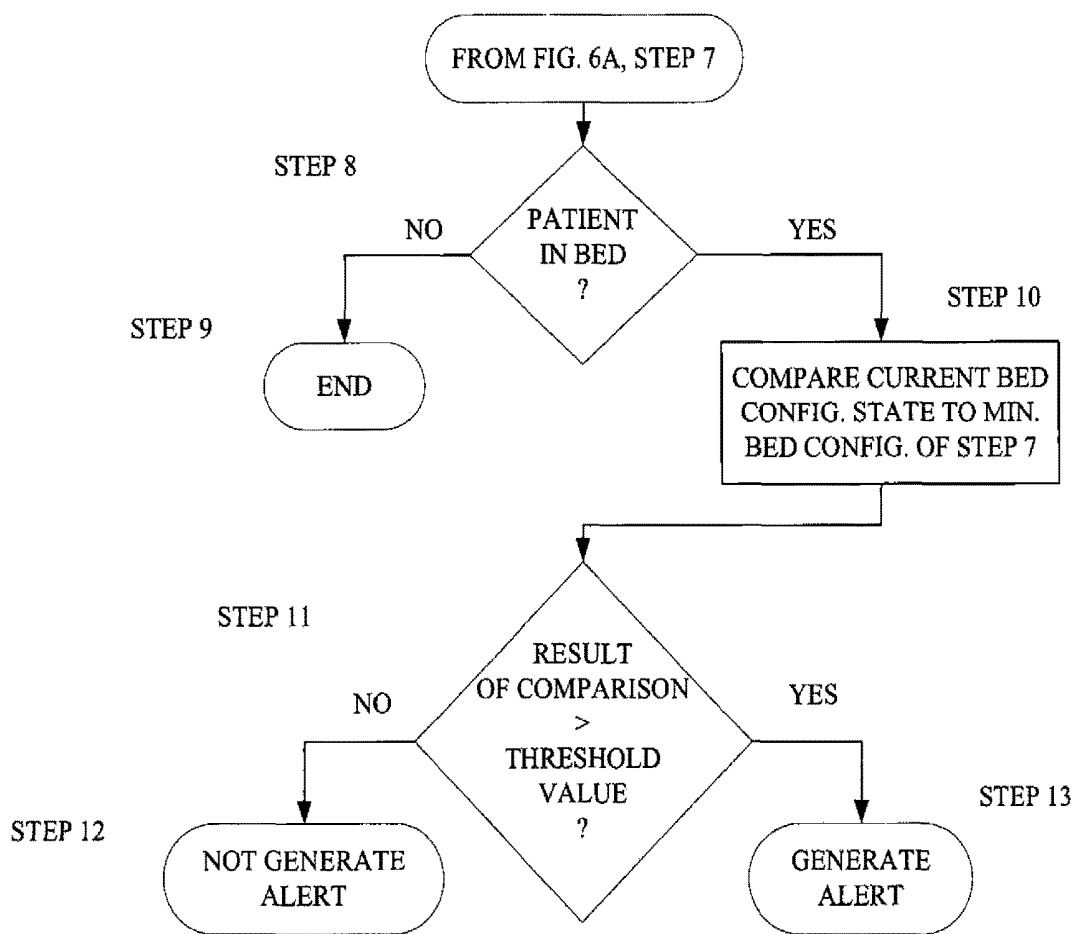 FROM FIG. 6A, STEP 7
STEP 8
PATIENT
IN BED
?
NO
YES
STEP 9
END
STEP 10
COMPARE CURRENT BED
CONFIG. STATE TO MIN.
BED CONFIG. OF STEP 7
STEP 11
RESULT
OF COMPARISON
>
THRESHOLD
VALUE
?
NO
YES
STEP 12
NOT GENERATE
ALERT
STEP 13
GENERATE
ALERT